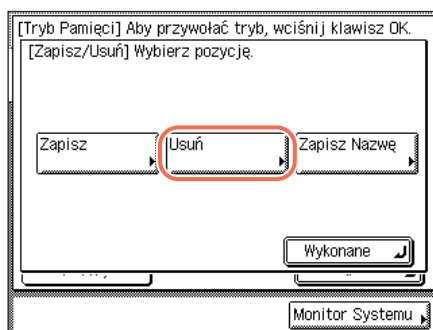 [Tryb Pamięci] Aby przywołać tryb, wciśnij klawisz OK.
[Zapisz/Usuń] Wybierz pozycję.
Zapisz
Usuń
Zapisz Nazwę
Wykonane
Monitor Systemu